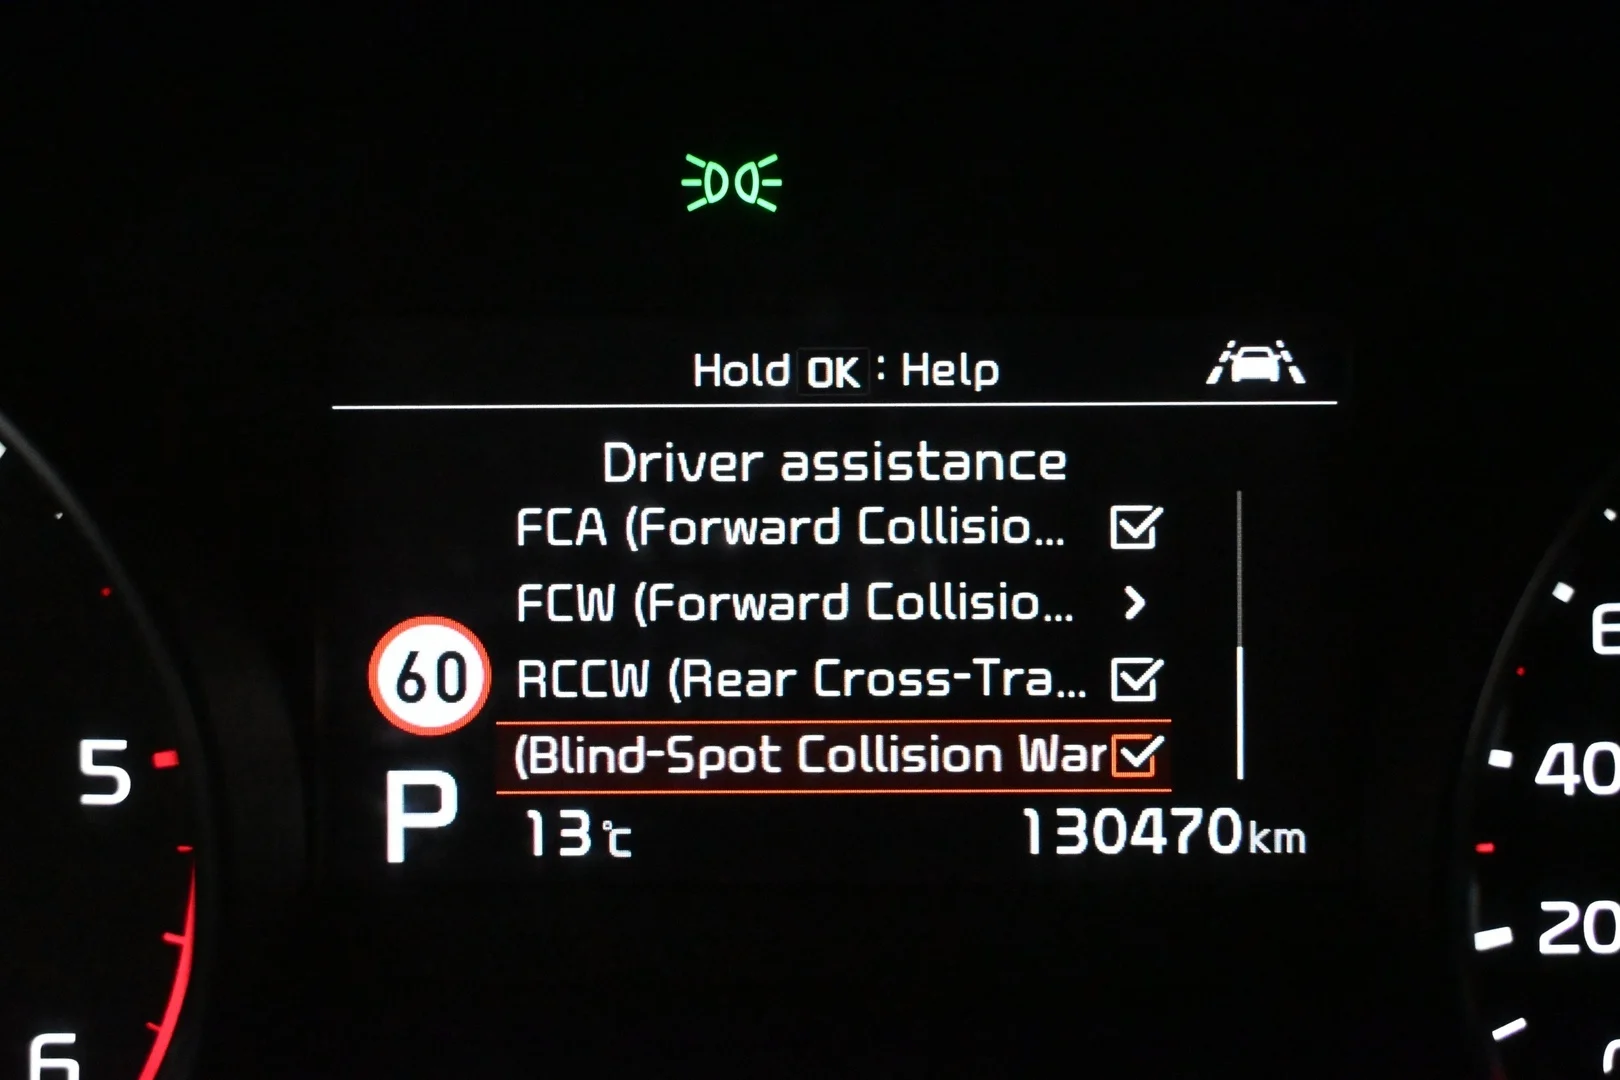 Hold OK : Help
Driver assistance
FCA (Forward Collisio...
FCW (Forward Collisio...
RCCW (Rear Cross-Tra...
(Blind-Spot Collision War
60
P
13°C
130470km
5
6
40
20